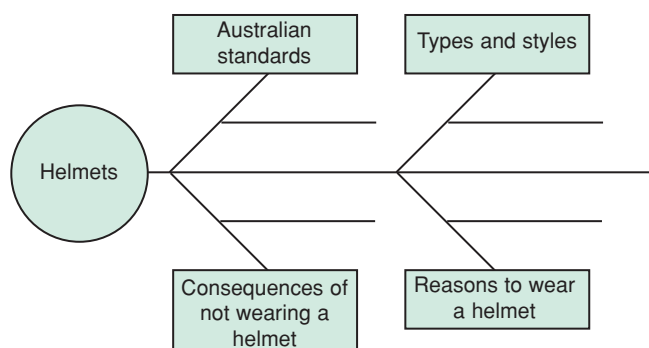 Australian
standards
Types and styles
Helmets
Consequences of
not wearing a
helmet
Reasons to wear
a helmet